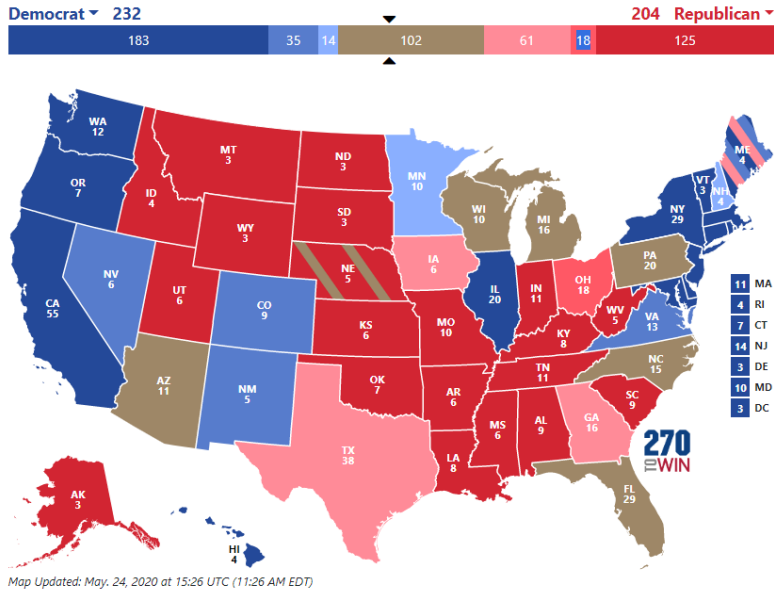 Democrat 232
204 Republican
183 35 14 102 61 18 125
WA
12
OR
7
CA
55
NV
6
ID
4
MT
3
WY
3
UT
6
AZ
11
CO
9
NM
5
ND
3
SD
3
NE
5
KS
6
OK
7
TX
38
MN
10
IA
6
MO
10
AR
6
LA
8
WI
10
IL
20
MI
16
IN
11
OH
18
KY
8
TN
11
MS
6
AL
9
GA
16
FL
29
SC
9
NC
15
VA
13
WV
5
PA
20
NY
29
VT
3
NH
4
ME
4
AK
3
HI
4
11 MA
4 RI
7 CT
14 NJ
3 DE
10 MD
3 DC
270
TO WIN
Map Updated: May. 24, 2020 at 15:26 UTC (11:26 AM EDT)